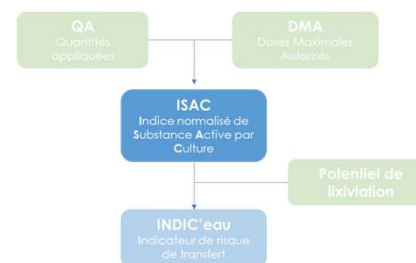 QA
Quantités
appliquées
DMA
Doses Maximales
Autorisés
ISAC
Indice normalisé de
Substance Active par
Culture
Potentiel de
lixiviation
INDIC'eau
Indicateur de risque
de transfert